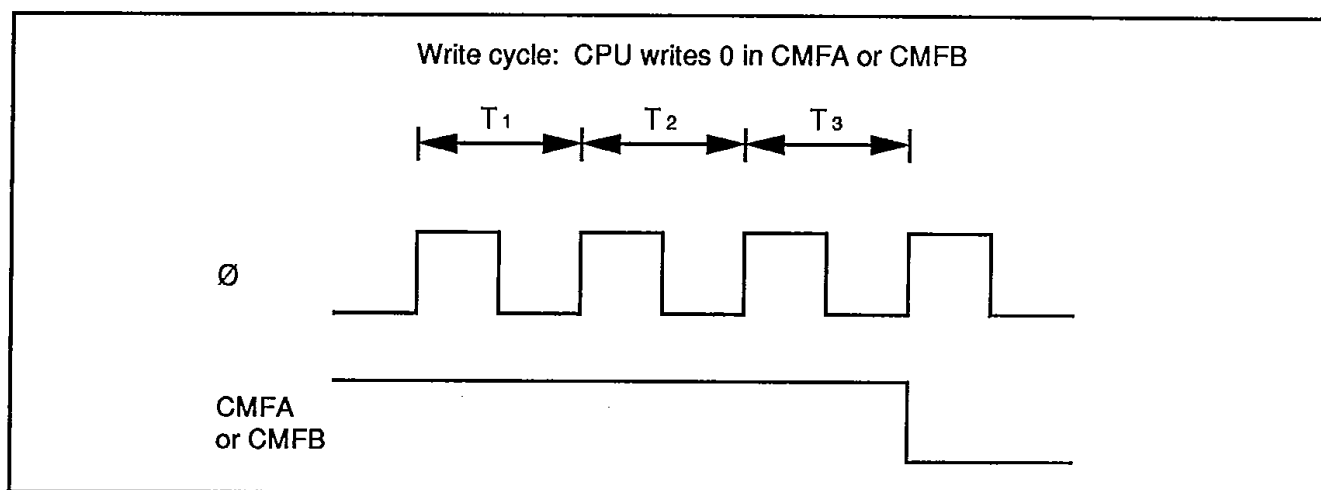 Write cycle: CPU writes 0 in CMFA or CMFB
T1 T2 T3
Ø
CMFA
or CMFB